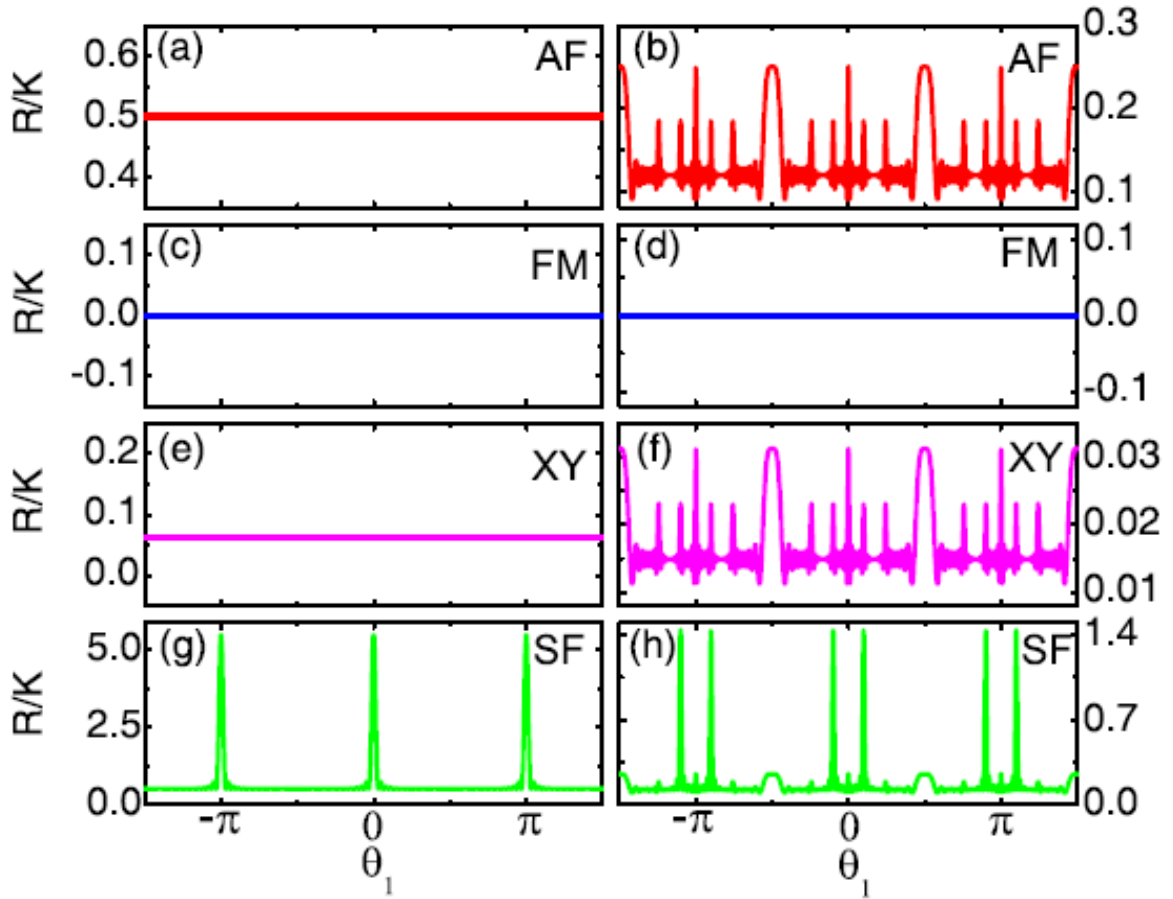 (a) AF
(b) AF
R/K
0.6
0.5
0.4
0.3
0.2
0.1
(c) FM
(d) FM
R/K
0.1
0.0
-0.1
0.1
0.0
-0.1
(e) XY
(f) XY
R/K
0.2
0.1
0.0
0.03
0.02
0.01
(g) SF
(h) SF
R/K
5.0
2.5
0.0
1.4
0.7
0.0
-π 0 π
-π 0 π
θ₁
θ₁